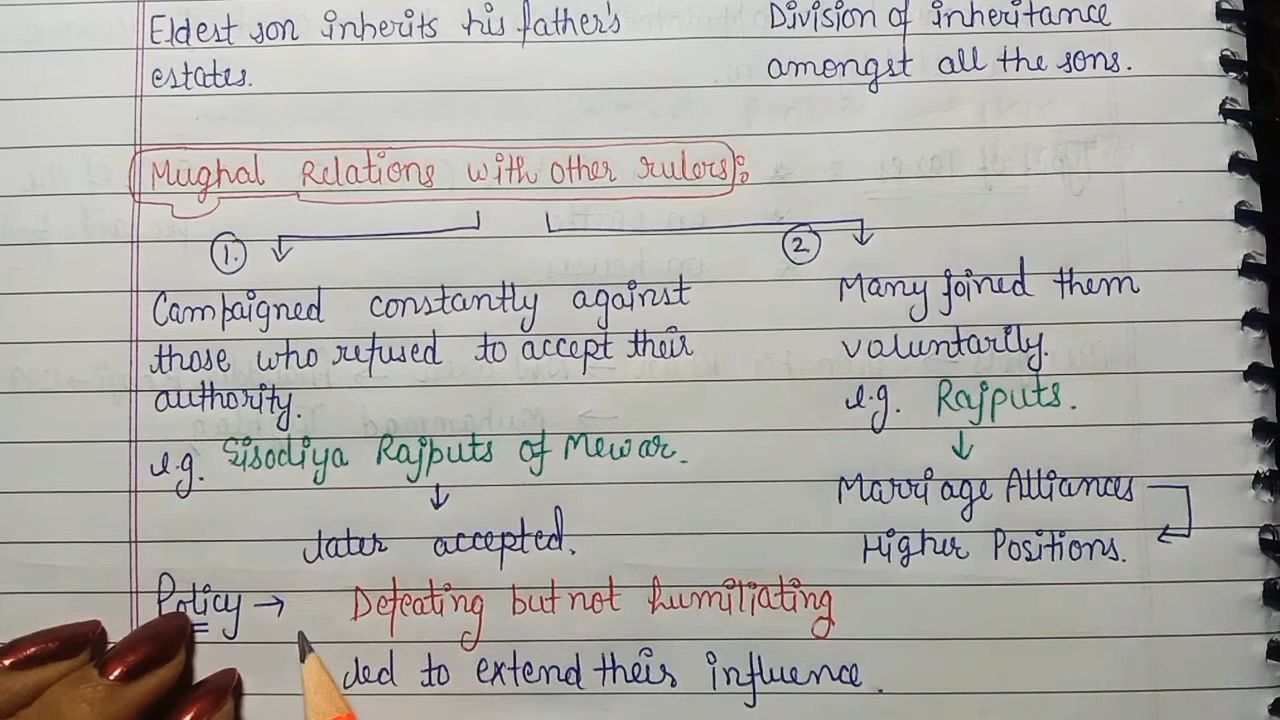 Eldest son inherits his father's
estates.
Division of inheritance
amongst all the sons.
Mughal Relations with other rulers:
1.
Campaigned constantly against
those who refused to accept their
authority.
e.g. Sisodiya Rajputs of Mewar.
↓
later accepted.
2.
Many joined them
voluntarily.
e.g. Rajputs.
↓
Marriage Alliances
Higher Positions.
Policy → Defeating but not humiliating
led to extend their influence.